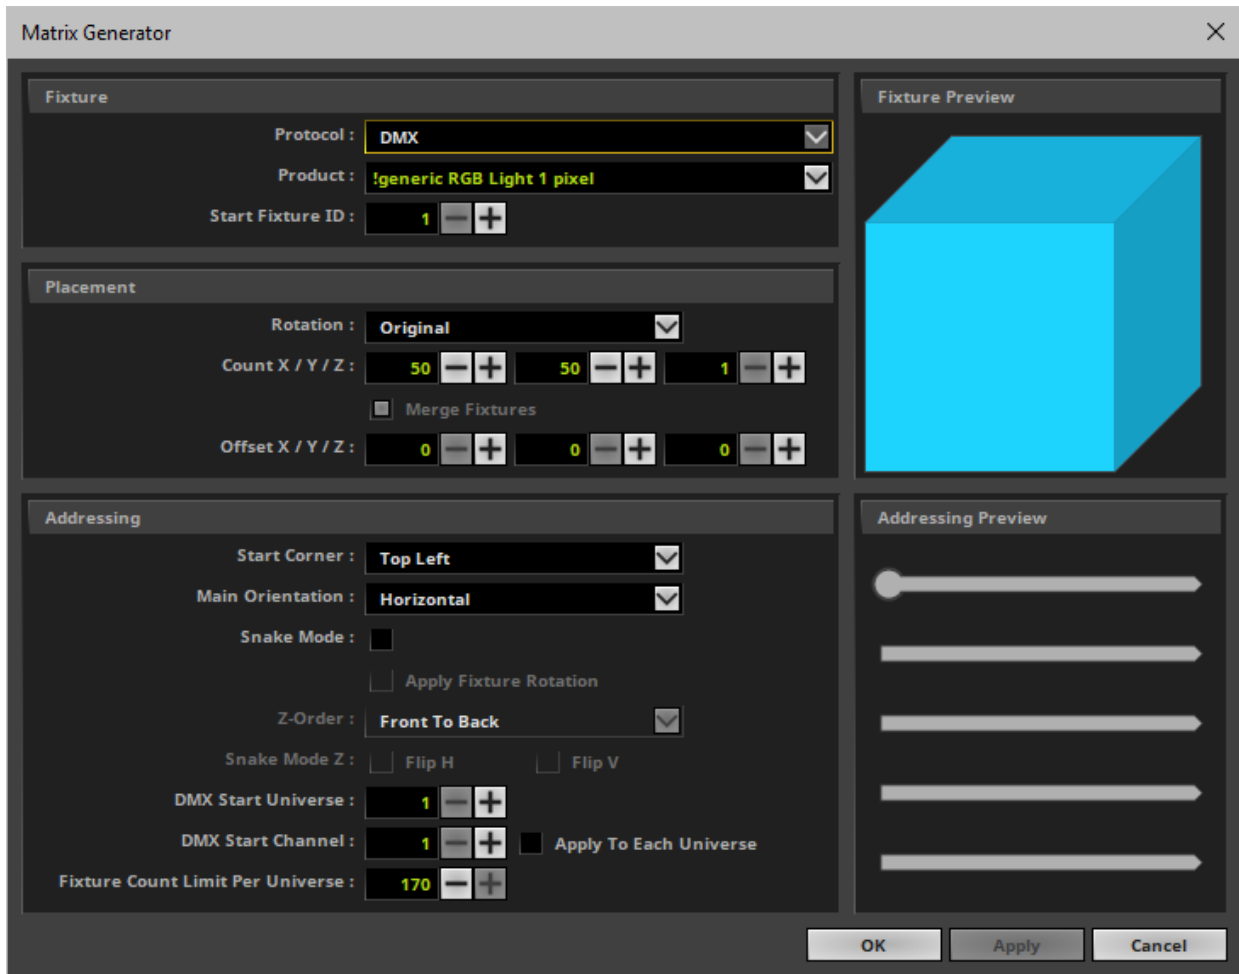 Matrix Generator
Fixture
Protocol : DMX
Product : !generic RGB Light 1 pixel
Start Fixture ID : 1
Placement
Rotation : Original
Count X / Y / Z : 50 50 1
Merge Fixtures
Offset X / Y / Z : 0 0 0
Addressing
Start Corner : Top Left
Main Orientation : Horizontal
Snake Mode :
Apply Fixture Rotation
Z-Order : Front To Back
Snake Mode Z : Flip H Flip V
DMX Start Universe : 1
DMX Start Channel : 1 Apply To Each Universe
Fixture Count Limit Per Universe : 170
Fixture Preview
Addressing Preview
OK Apply Cancel